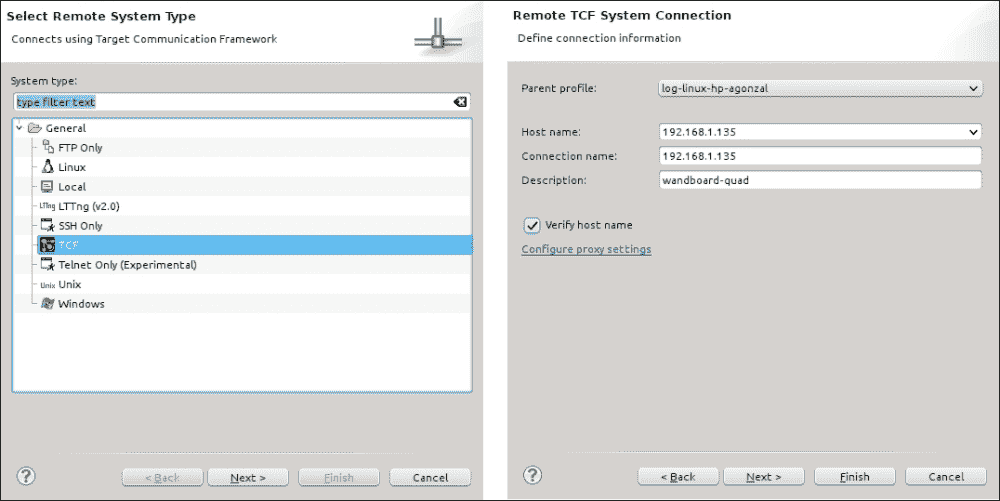 Select Remote System Type
Connects using Target Communication Framework
System type:
type filter text
General
FTP Only
Linux
Local
LTTng LTTng (v2.0)
SSH Only
TCF
Telnet Only (Experimental)
Unix Unix
Windows
? < Back Next > Finish Cancel
Remote TCF System Connection
Define connection information
Parent profile: log-linux-hp-agonzal
Host name: 192.168.1.135
Connection name: 192.168.1.135
Description: wandboard-quad
Verify host name
Configure proxy settings
? < Back Next > Finish Cancel